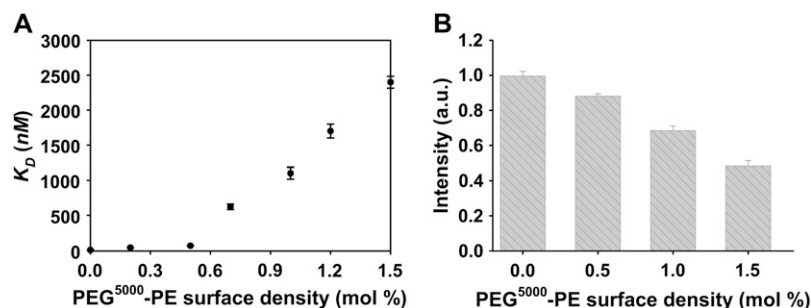 A
3000
2500
2000
1500
1000
500
0
K_D (nM)
0.0 0.3 0.6 0.9 1.2 1.5
PEG⁵⁰⁰⁰-PE surface density (mol %)
B
1.2
1.0
0.8
0.6
0.4
0.2
0.0
Intensity (a.u.)
0.0 0.5 1.0 1.5
PEG⁵⁰⁰⁰-PE surface density (mol %)